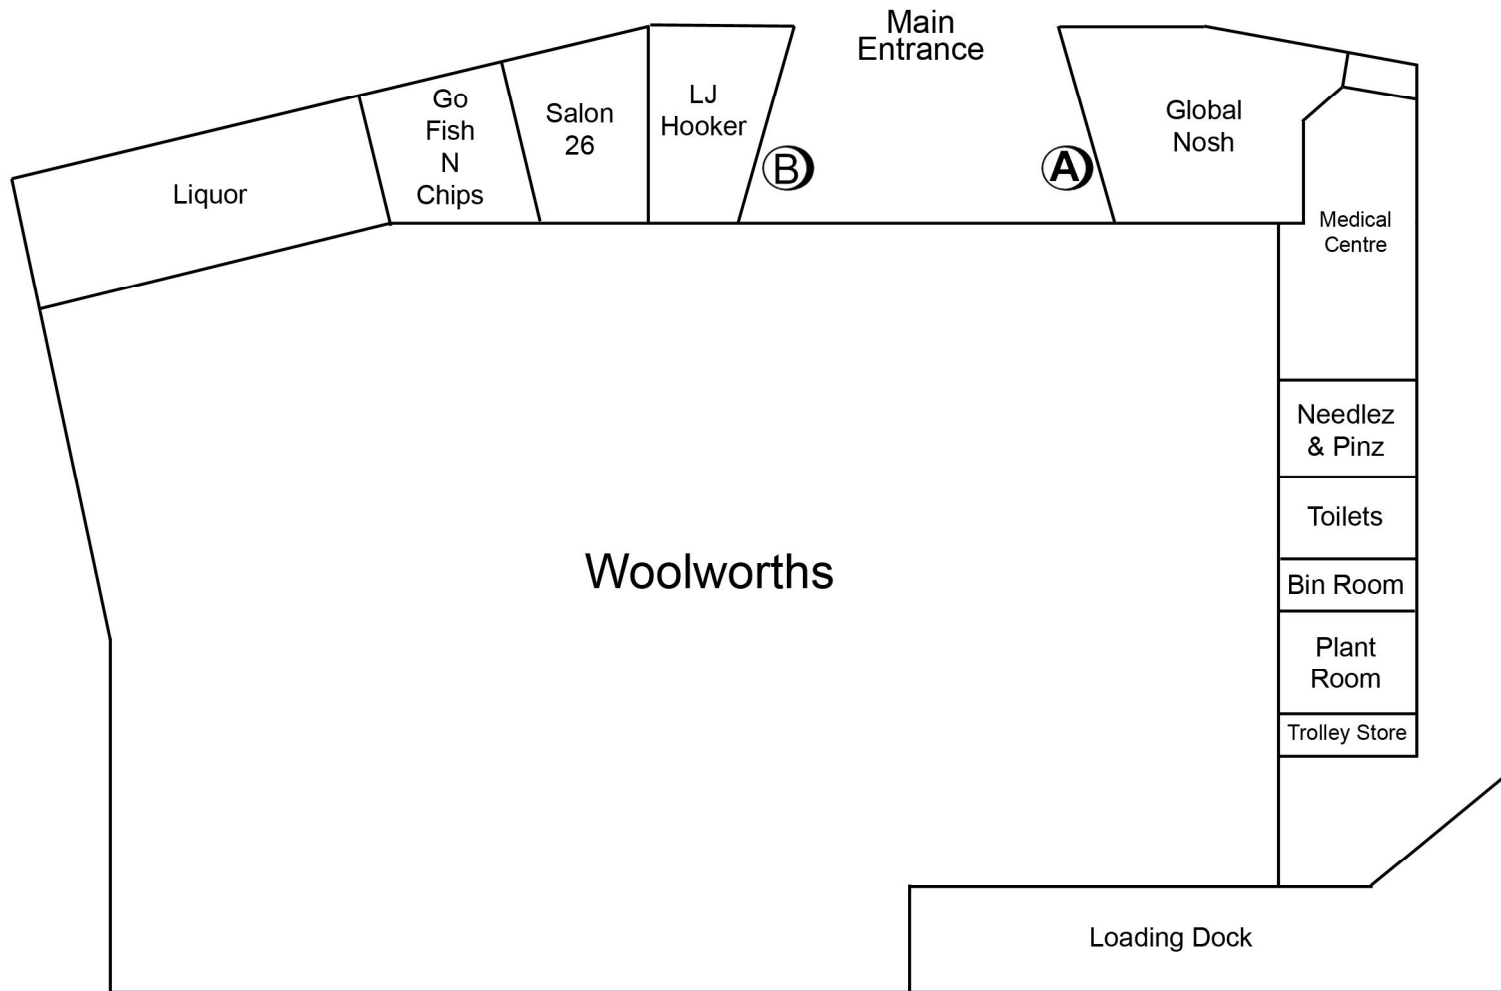 Main
Entrance
Go
Fish
N
Chips
Salon
26
LJ
Hooker
Global
Nosh
Liquor
B
A
Medical
Centre
Needlez
& Pinz
Toilets
Woolworths
Bin Room
Plant
Room
Trolley Store
Loading Dock